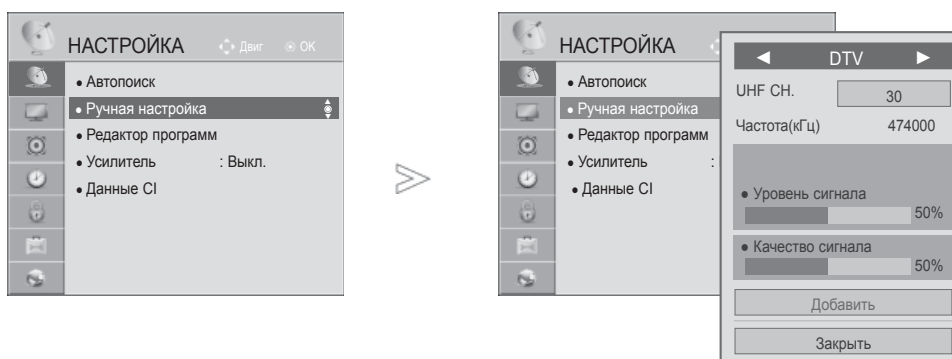 НАСТРОЙКА Двиг ОК
• Автопоиск
• Ручная настройка
• Редактор программ
• Усилитель : Выкл.
• Данные CI
НАСТРОЙКА
• Автопоиск
• Ручная настройка
• Редактор программ
• Усилитель :
• Данные CI
◄ DTV ►
UHF CH. 30
Частота(кГц) 474000
• Уровень сигнала
50%
• Качество сигнала
50%
Добавить
Закрыть